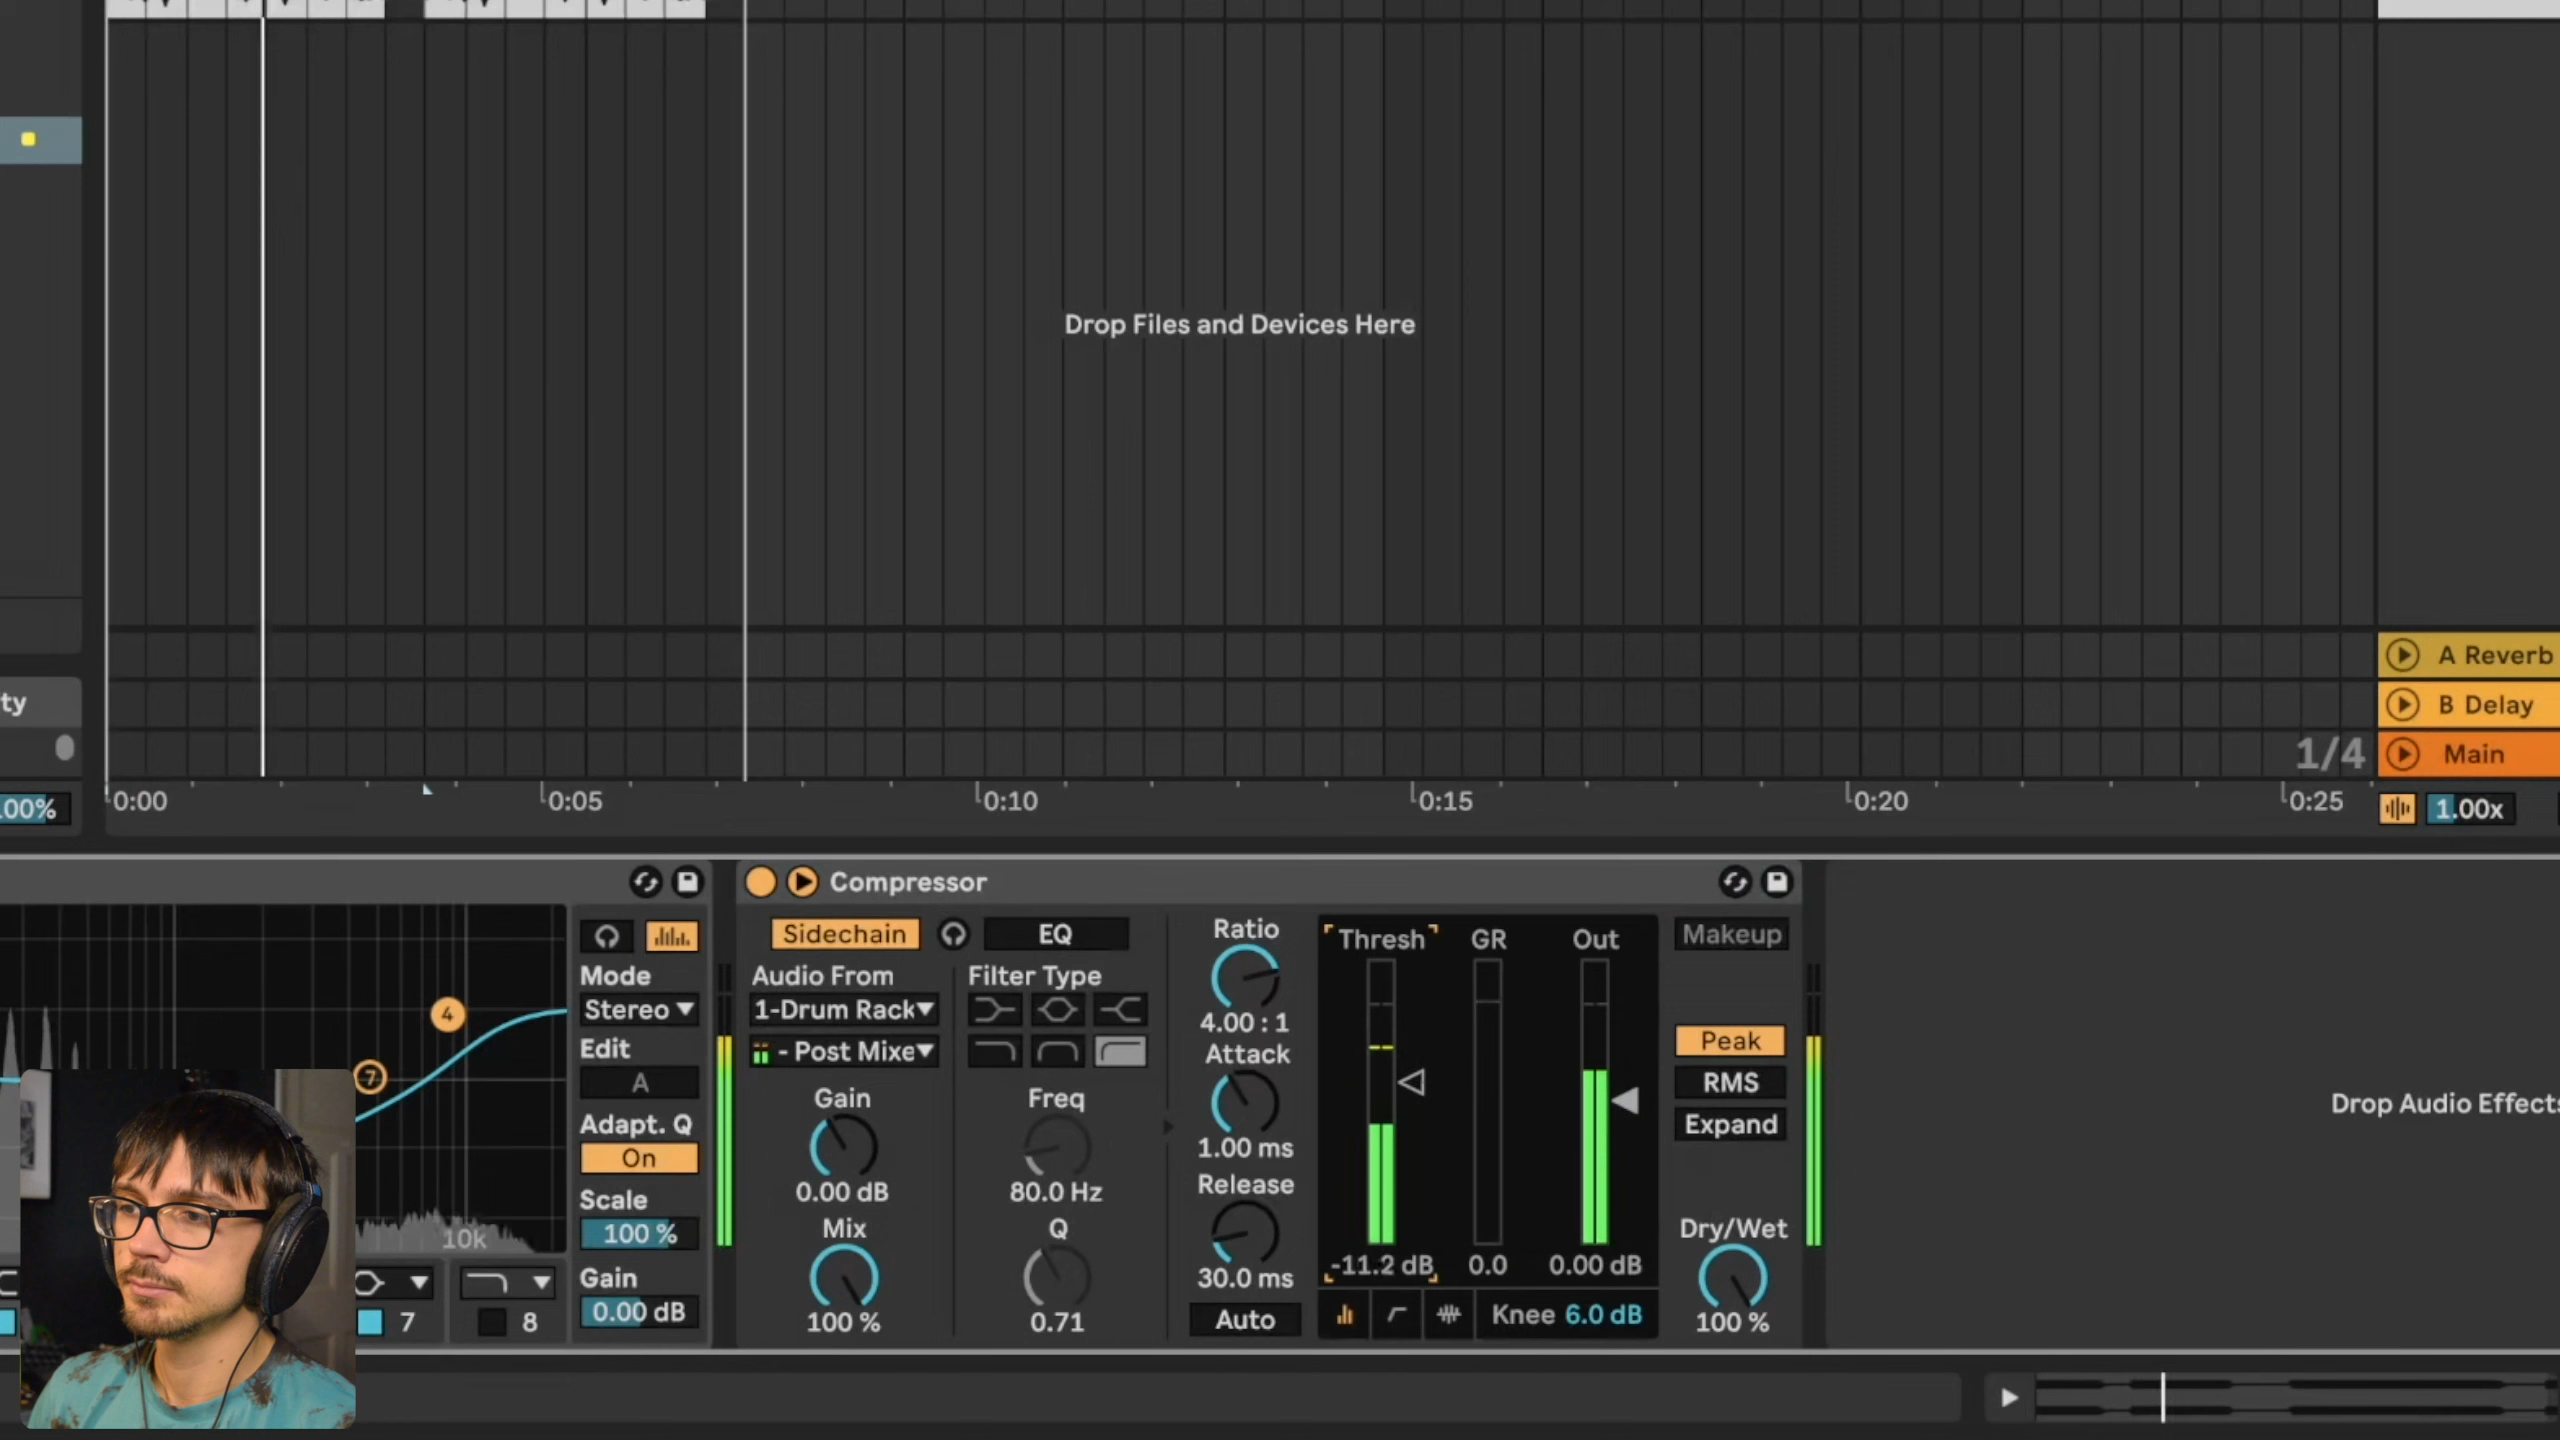 Drop Files and Devices Here
A Reverb
B Delay
1/4
Main
ty
.00%
0:00
0:05
0:10
0:15
0:20
0:25
1.00x
Compressor
Sidechain
EQ
Ratio
Thresh
GR
Out
Makeup
Mode
Audio From
Filter Type
Stereo
1-Drum Rack
4.00 : 1
Edit
- Post Mixe
Attack
Peak
A
RMS
Gain
Freq
Drop Audio Effects
Adapt. Q
Expand
On
1.00 ms
0.00 dB
80.0 Hz
Release
Scale
Mix
Q
Dry/Wet
100 %
10k
Gain
-11.2 dB
0.0
0.00 dB
30.0 ms
0.00 dB
Auto
Knee 6.0 dB
7
8
100 %
0.71
100 %
4
7